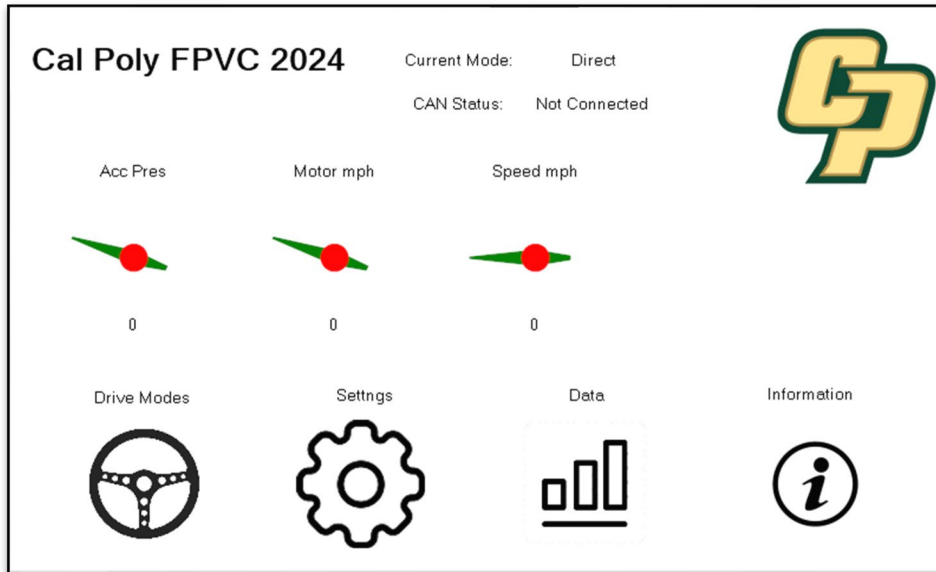 Cal Poly FPVC 2024
Current Mode: Direct
CAN Status: Not Connected
CP
Acc Pres Motor mph Speed mph
0 0 0
Drive Modes Settngs Data Information
i